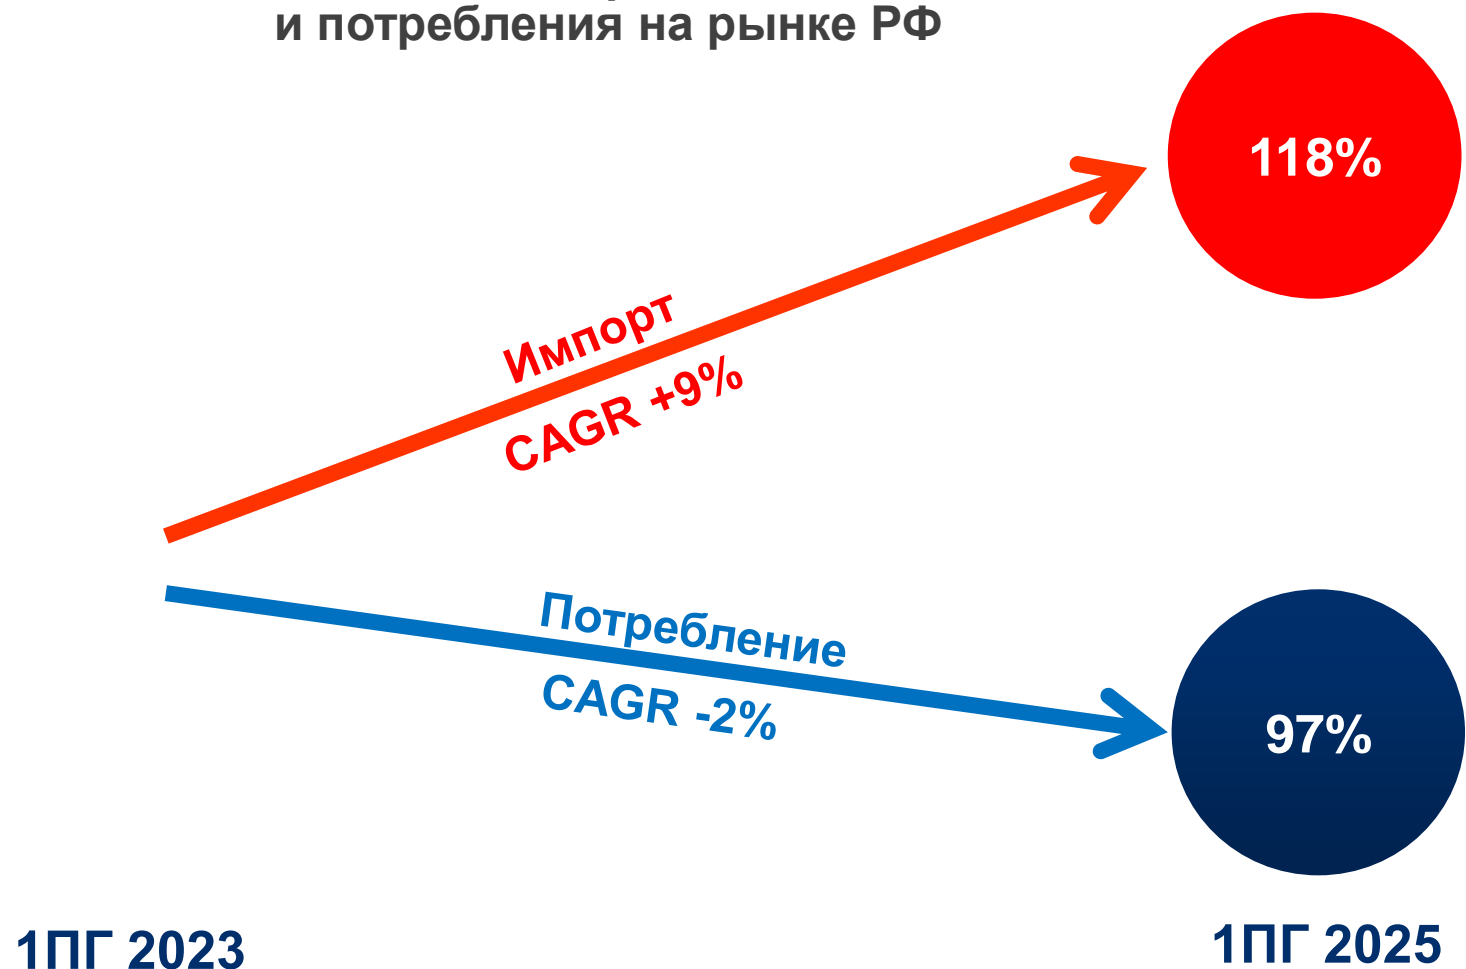 и потребления на рынке РФ
118%
Импорт
CAGR +9%
Потребление
CAGR -2%
97%
1ПГ 2023
1ПГ 2025